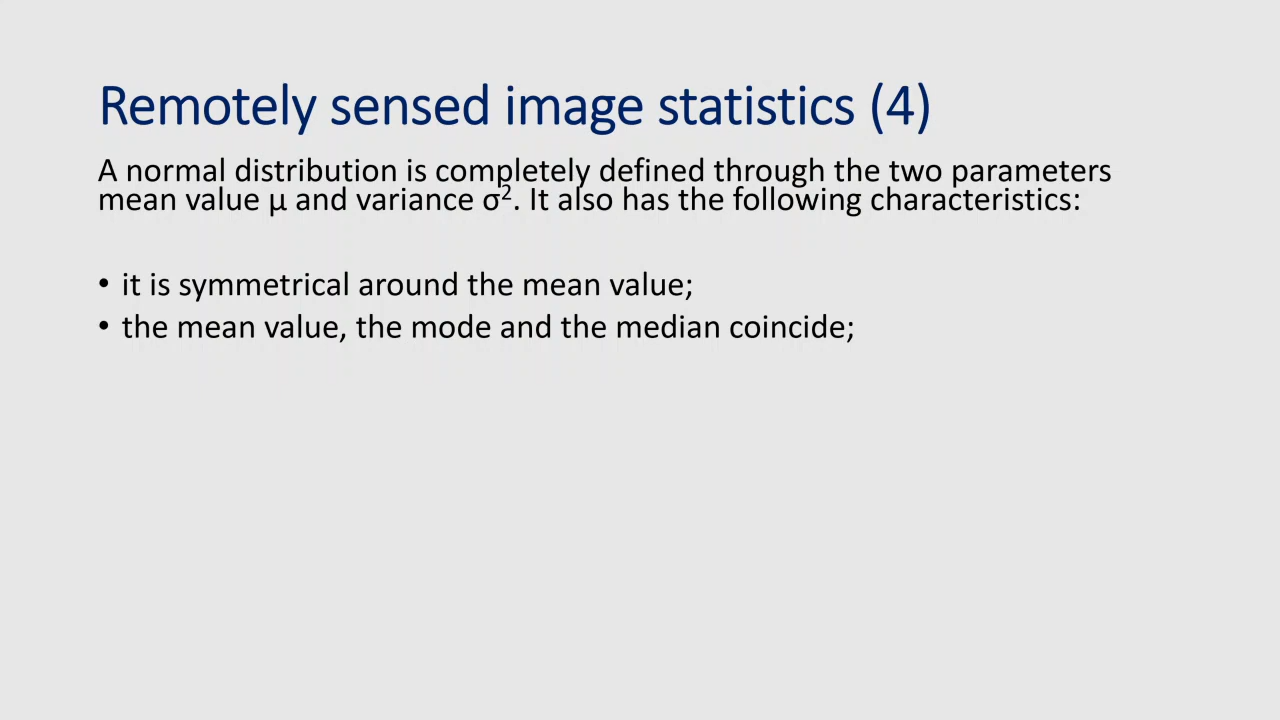 Remotely sensed image statistics (4)
A normal distribution is completely defined through the two parameters
mean value μ and variance σ². It also has the following characteristics:
• it is symmetrical around the mean value;
• the mean value, the mode and the median coincide;